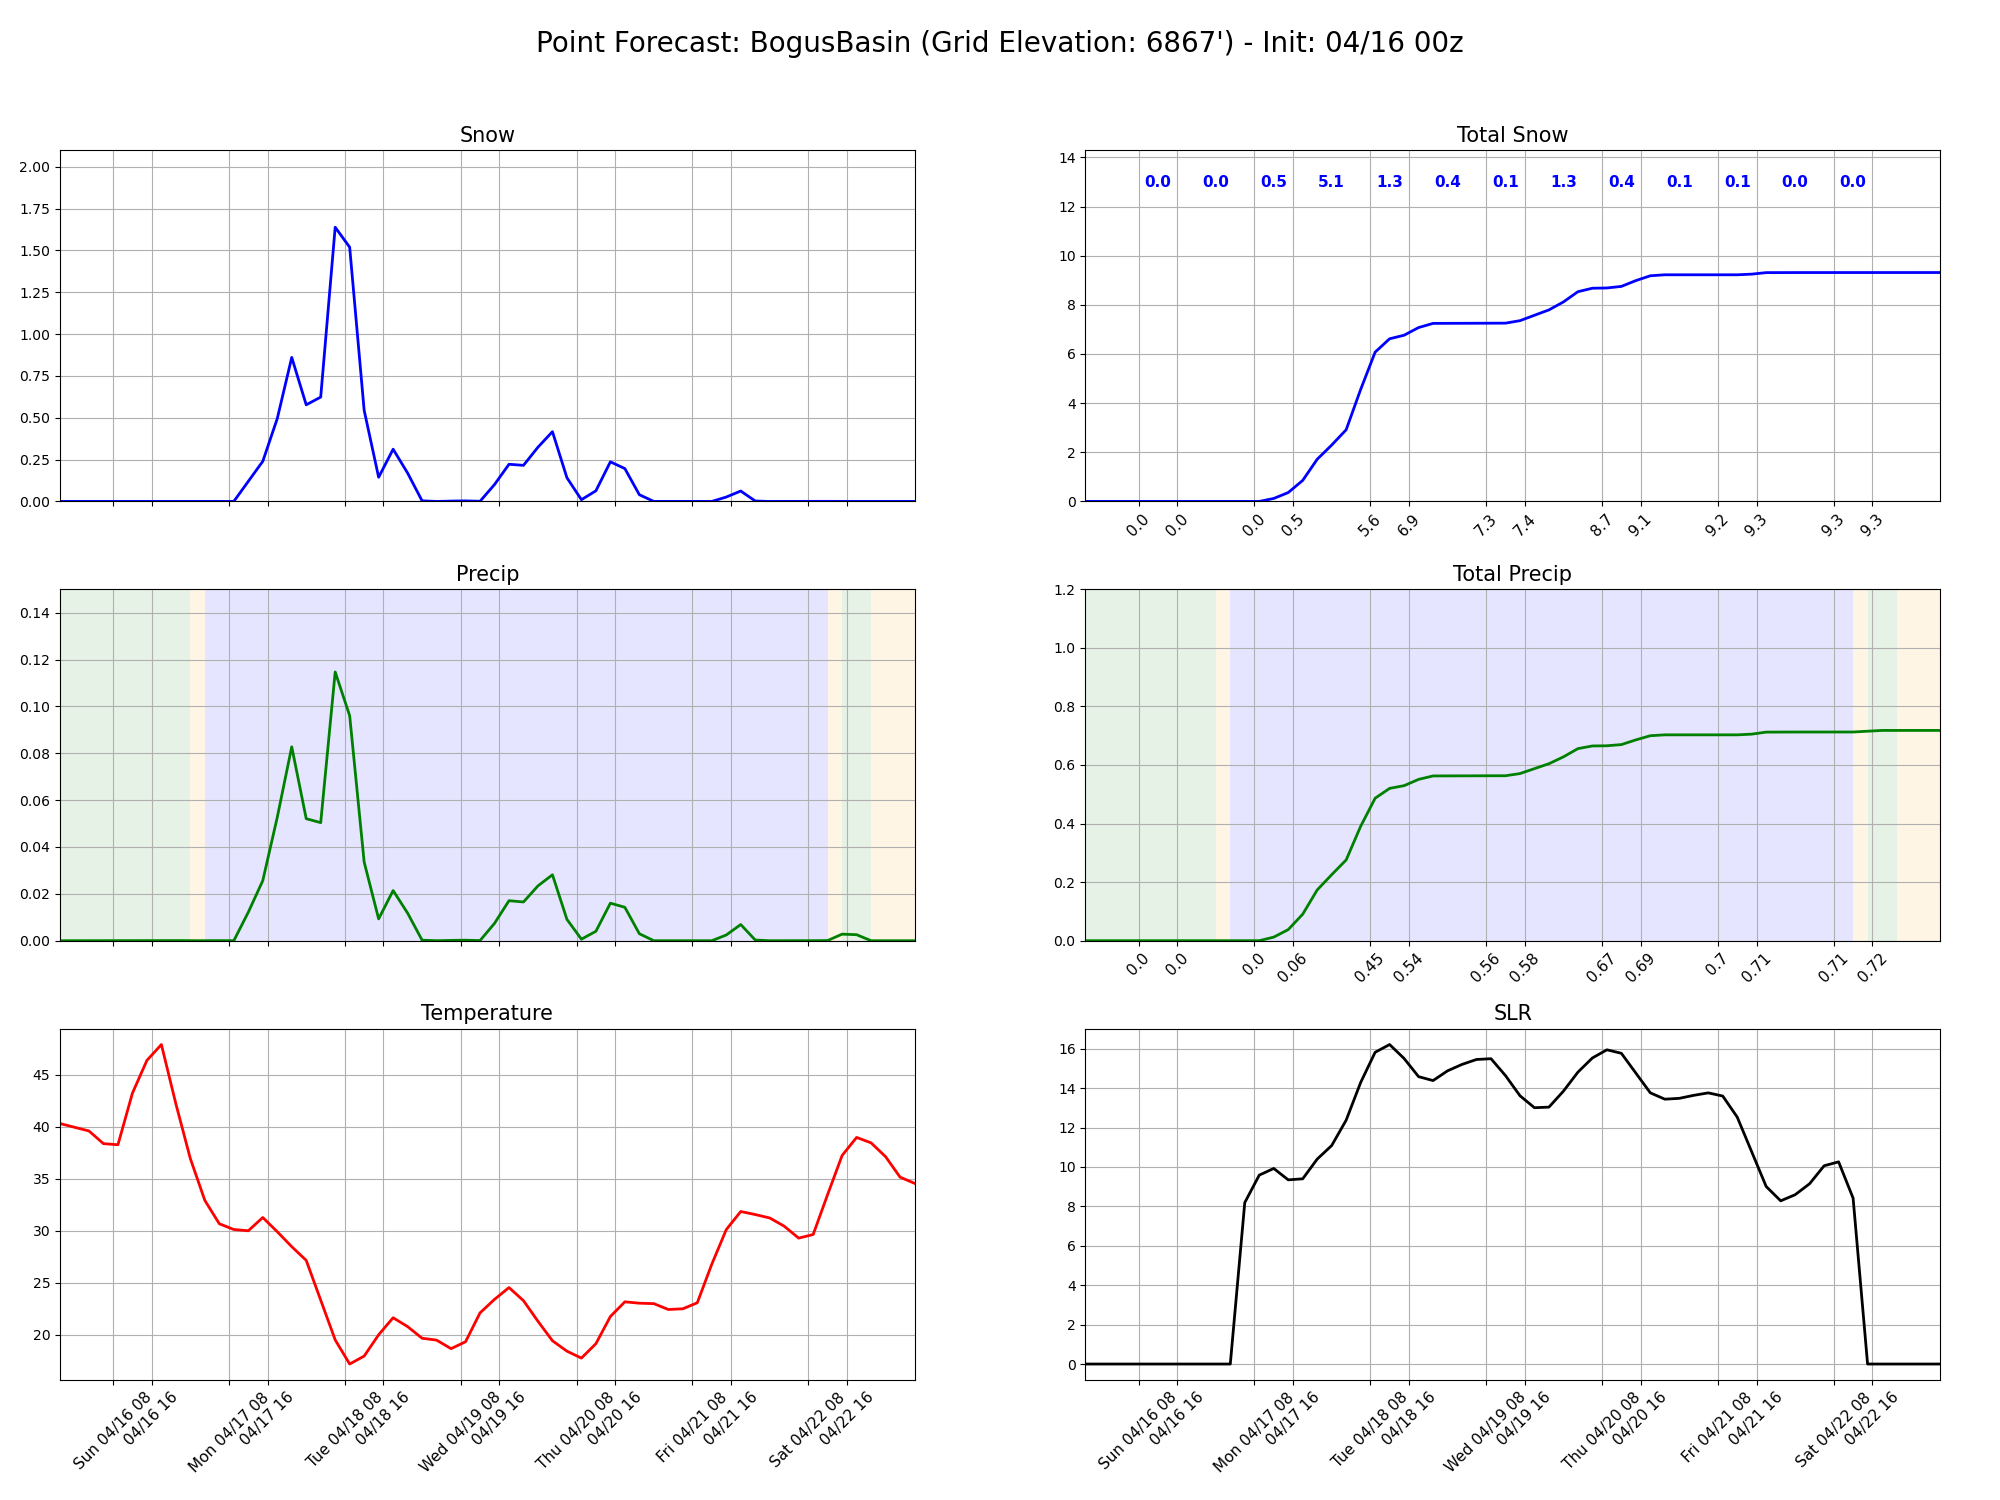 Point Forecast: BogusBasin (Grid Elevation: 6867') - Init: 04/16 00z
Snow
2.00
1.75
1.50
1.25
1.00
0.75
0.50
0.25
0.00
Total Snow
14
12
10
8
6
4
2
0
0.0 0.0 0.5 5.1 1.3 0.4 0.1 1.3 0.4 0.1 0.1 0.0 0.0
0.0 0.0 0.0 0.5 5.6 6.9 7.3 7.4 8.7 9.1 9.2 9.3 9.3 9.3
Precip
0.14
0.12
0.10
0.08
0.06
0.04
0.02
0.00
Total Precip
1.2
1.0
0.8
0.6
0.4
0.2
0.0
0.0 0.0 0.0 0.06 0.45 0.54 0.56 0.58 0.67 0.69 0.7 0.71 0.71 0.72
Temperature
45
40
35
30
25
20
Sun 04/16 08
04/16 16
Mon 04/17 08
04/17 16
Tue 04/18 08
04/18 16
Wed 04/19 08
04/19 16
Thu 04/20 08
04/20 16
Fri 04/21 08
04/21 16
Sat 04/22 08
04/22 16
SLR
16
14
12
10
8
6
4
2
0
Sun 04/16 08
04/16 16
Mon 04/17 08
04/17 16
Tue 04/18 08
04/18 16
Wed 04/19 08
04/19 16
Thu 04/20 08
04/20 16
Fri 04/21 08
04/21 16
Sat 04/22 08
04/22 16